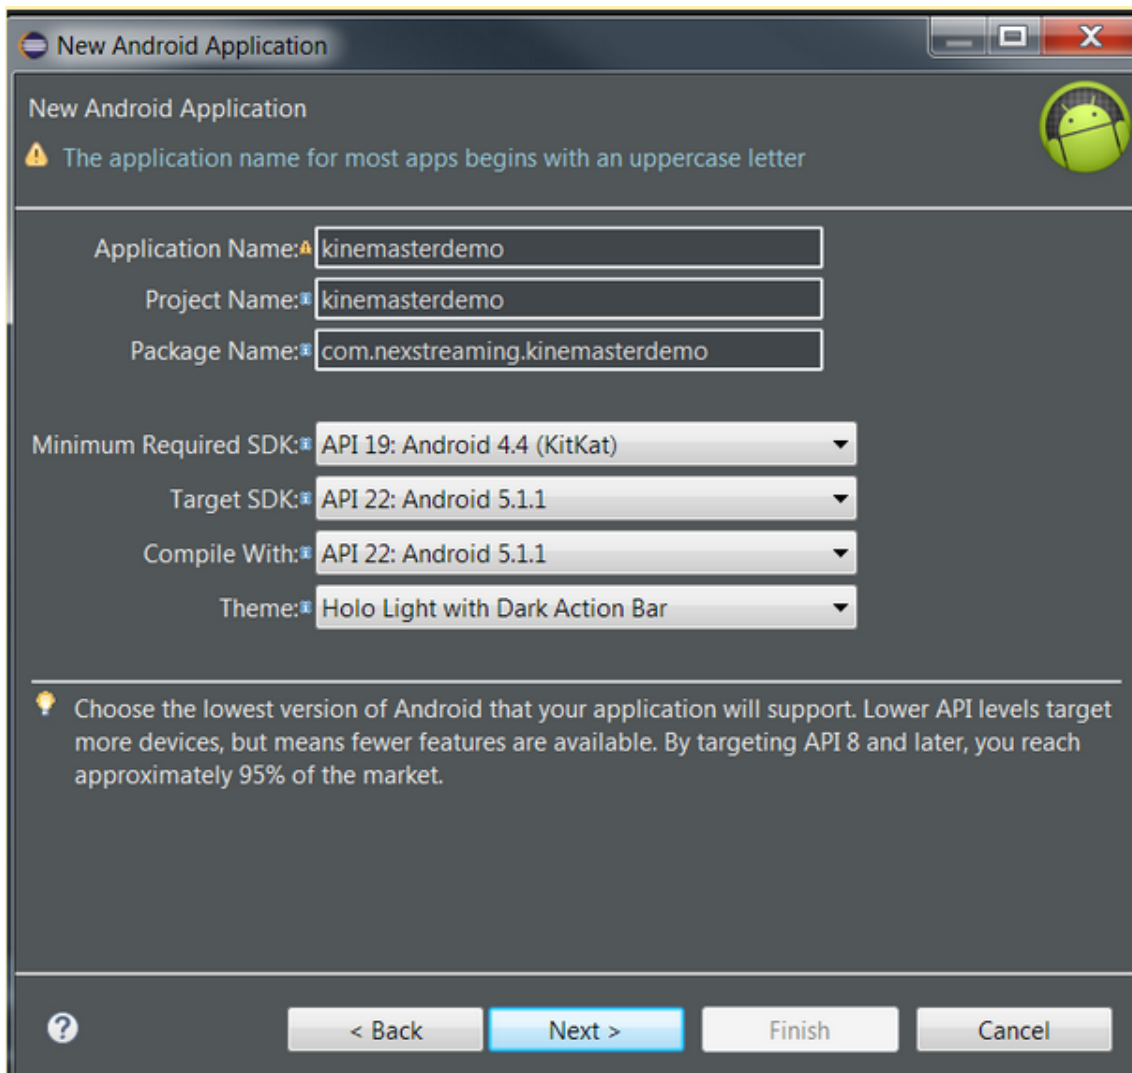 New Android Application
New Android Application
The application name for most apps begins with an uppercase letter
Application Name: kinemasterdemo
Project Name: kinemasterdemo
Package Name: com.nexstreaming.kinemasterdemo
Minimum Required SDK: API 19: Android 4.4 (KitKat)
Target SDK: API 22: Android 5.1.1
Compile With: API 22: Android 5.1.1
Theme: Holo Light with Dark Action Bar
Choose the lowest version of Android that your application will support. Lower API levels target
more devices, but means fewer features are available. By targeting API 8 and later, you reach
approximately 95% of the market.
< Back Next > Finish Cancel